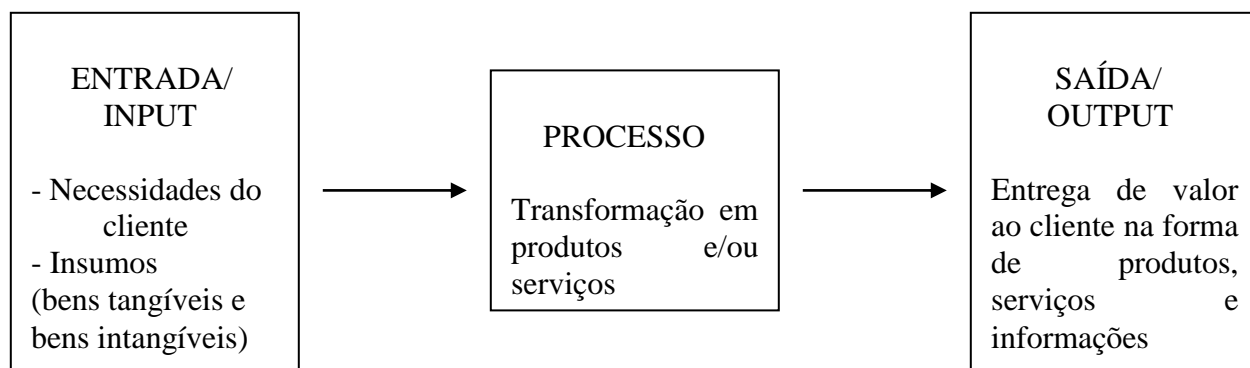 ENTRADA/
INPUT
- Necessidades do
cliente
- Insumos
(bens tangíveis e
bens intangíveis)
PROCESSO
Transformação em
produtos e/ou
serviços
SAÍDA/
OUTPUT
Entrega de valor
ao cliente na forma
de produtos,
serviços e
informações